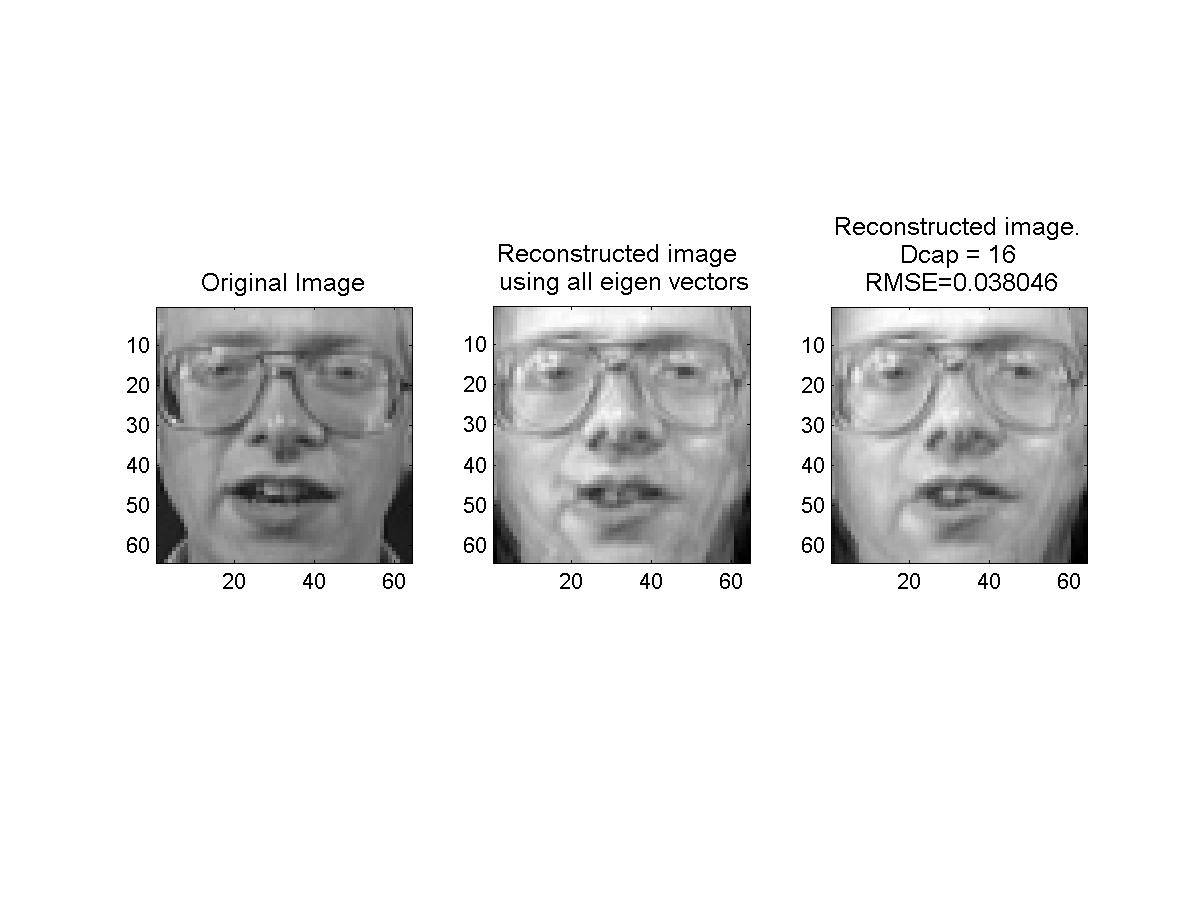 Original Image
10
20
30
40
50
60
20 40 60
Reconstructed image
using all eigen vectors
10
20
30
40
50
60
20 40 60
Reconstructed image.
Dcap = 16
RMSE=0.038046
10
20
30
40
50
60
20 40 60